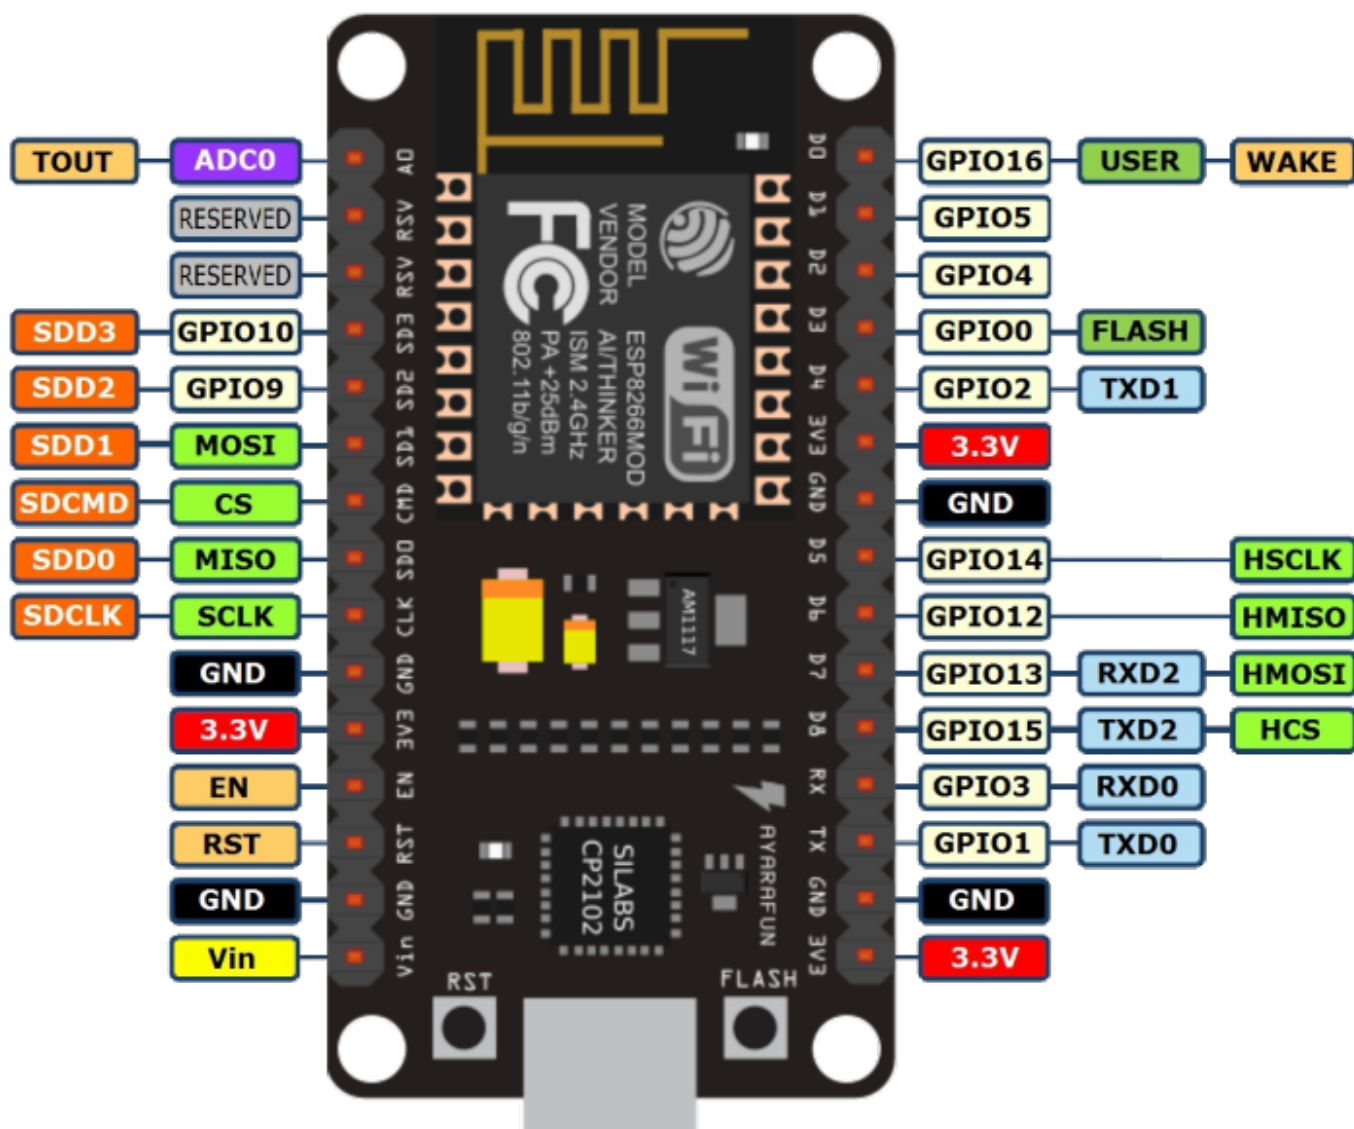 TOUT ADC0 A0
RESERVED RSV
RESERVED RSV
SDD3 GPIO10 SD3
SDD2 GPIO9 SD2
SDD1 MOSI SD1
SDCMD CS CMD
SDD0 MISO SD0
SDCLK SCLK CLK
GND GND
3.3V 3V3
EN EN
RST RST
GND GND
Vin Vin
MODEL
VENDOR
FC
WiFi
ESP8266MOD
AI/THINKER
ISM 2.4GHz
PA +25dBm
802.11b/g/n
AM1117
SILABS
CP2102
AYARAFUN
RST
FLASH
D0 GPIO16 USER WAKE
D1 GPIO5
D2 GPIO4
D3 GPIO0 FLASH
D4 GPIO2 TXD1
3V3 3.3V
GND GND
D5 GPIO14 HSCLK
D6 GPIO12 HMISO
D7 GPIO13 RXD2 HMOSI
D8 GPIO15 TXD2 HCS
RX GPIO3 RXD0
TX GPIO1 TXD0
GND GND
3V3 3.3V